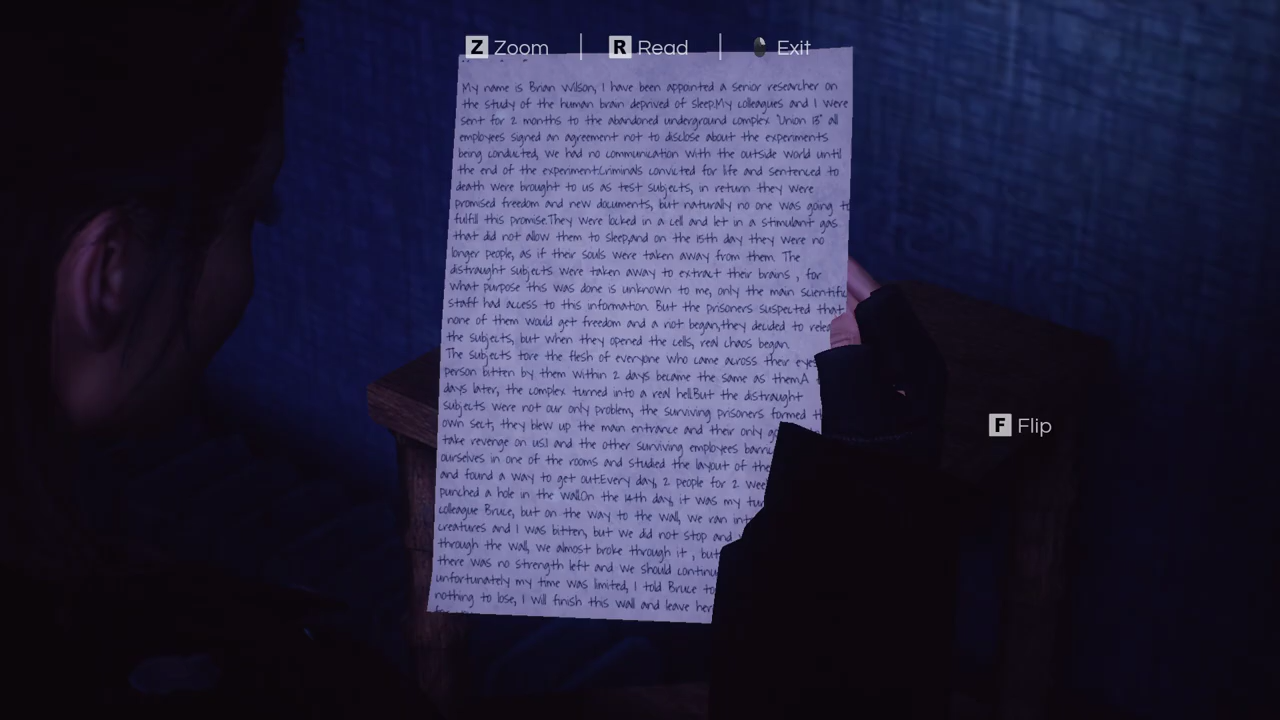 Z Zoom | R Read | Exit
My name is Brian Wilson, I have been appointed a senior researcher on
the study of the human brain deprived of sleep.My colleagues and I were
sent for 2 months to the abandoned underground complex "Union 13" all
employees signed an agreement not to disclose about the experiments
being conducted, we had no communication with the outside world until
the end of the experiment.Criminals convicted for life and sentenced to
death were brought to us as test subjects, in return they were
promised freedom and new documents, but naturally no one was going to
fulfill this promise.They were locked in a cell and let in a stimulant gas
that did not allow them to sleep,and on the 15th day they were no
longer people, as if their souls were taken away from them. The
distraught subjects were taken away to extract their brains , for
what purpose this was done is unknown to me, only the main scientific
staff had access to this information. But the prisoners suspected that
none of them would get freedom and a riot began,they decided to
the subjects, but when they opened the cells, real chaos began.
The subjects tore the flesh of everyone who came across their eyes
person bitten by them within 2 days became the same as them.A
days later, the complex turned into a real hell.But the distraught
subjects were not our only problem, the surviving prisoners formed
own sect, they blew up the main entrance and their only
take revenge on us.I and the other surviving employees
ourselves in one of the rooms and studied the layout of the
and found a way to get out.Every day, 2 people for 2
punched a hole in the wall.On the 14th day, it was my
colleague Bruce, but on the way to the wall, we ran
creatures and I was bitten, but we did not stop and
through the wall, we almost broke through it , but
there was no strength left and we should
unfortunately my time was limited, I told Bruce to
nothing to lose, I will finish this wall and leave
F Flip